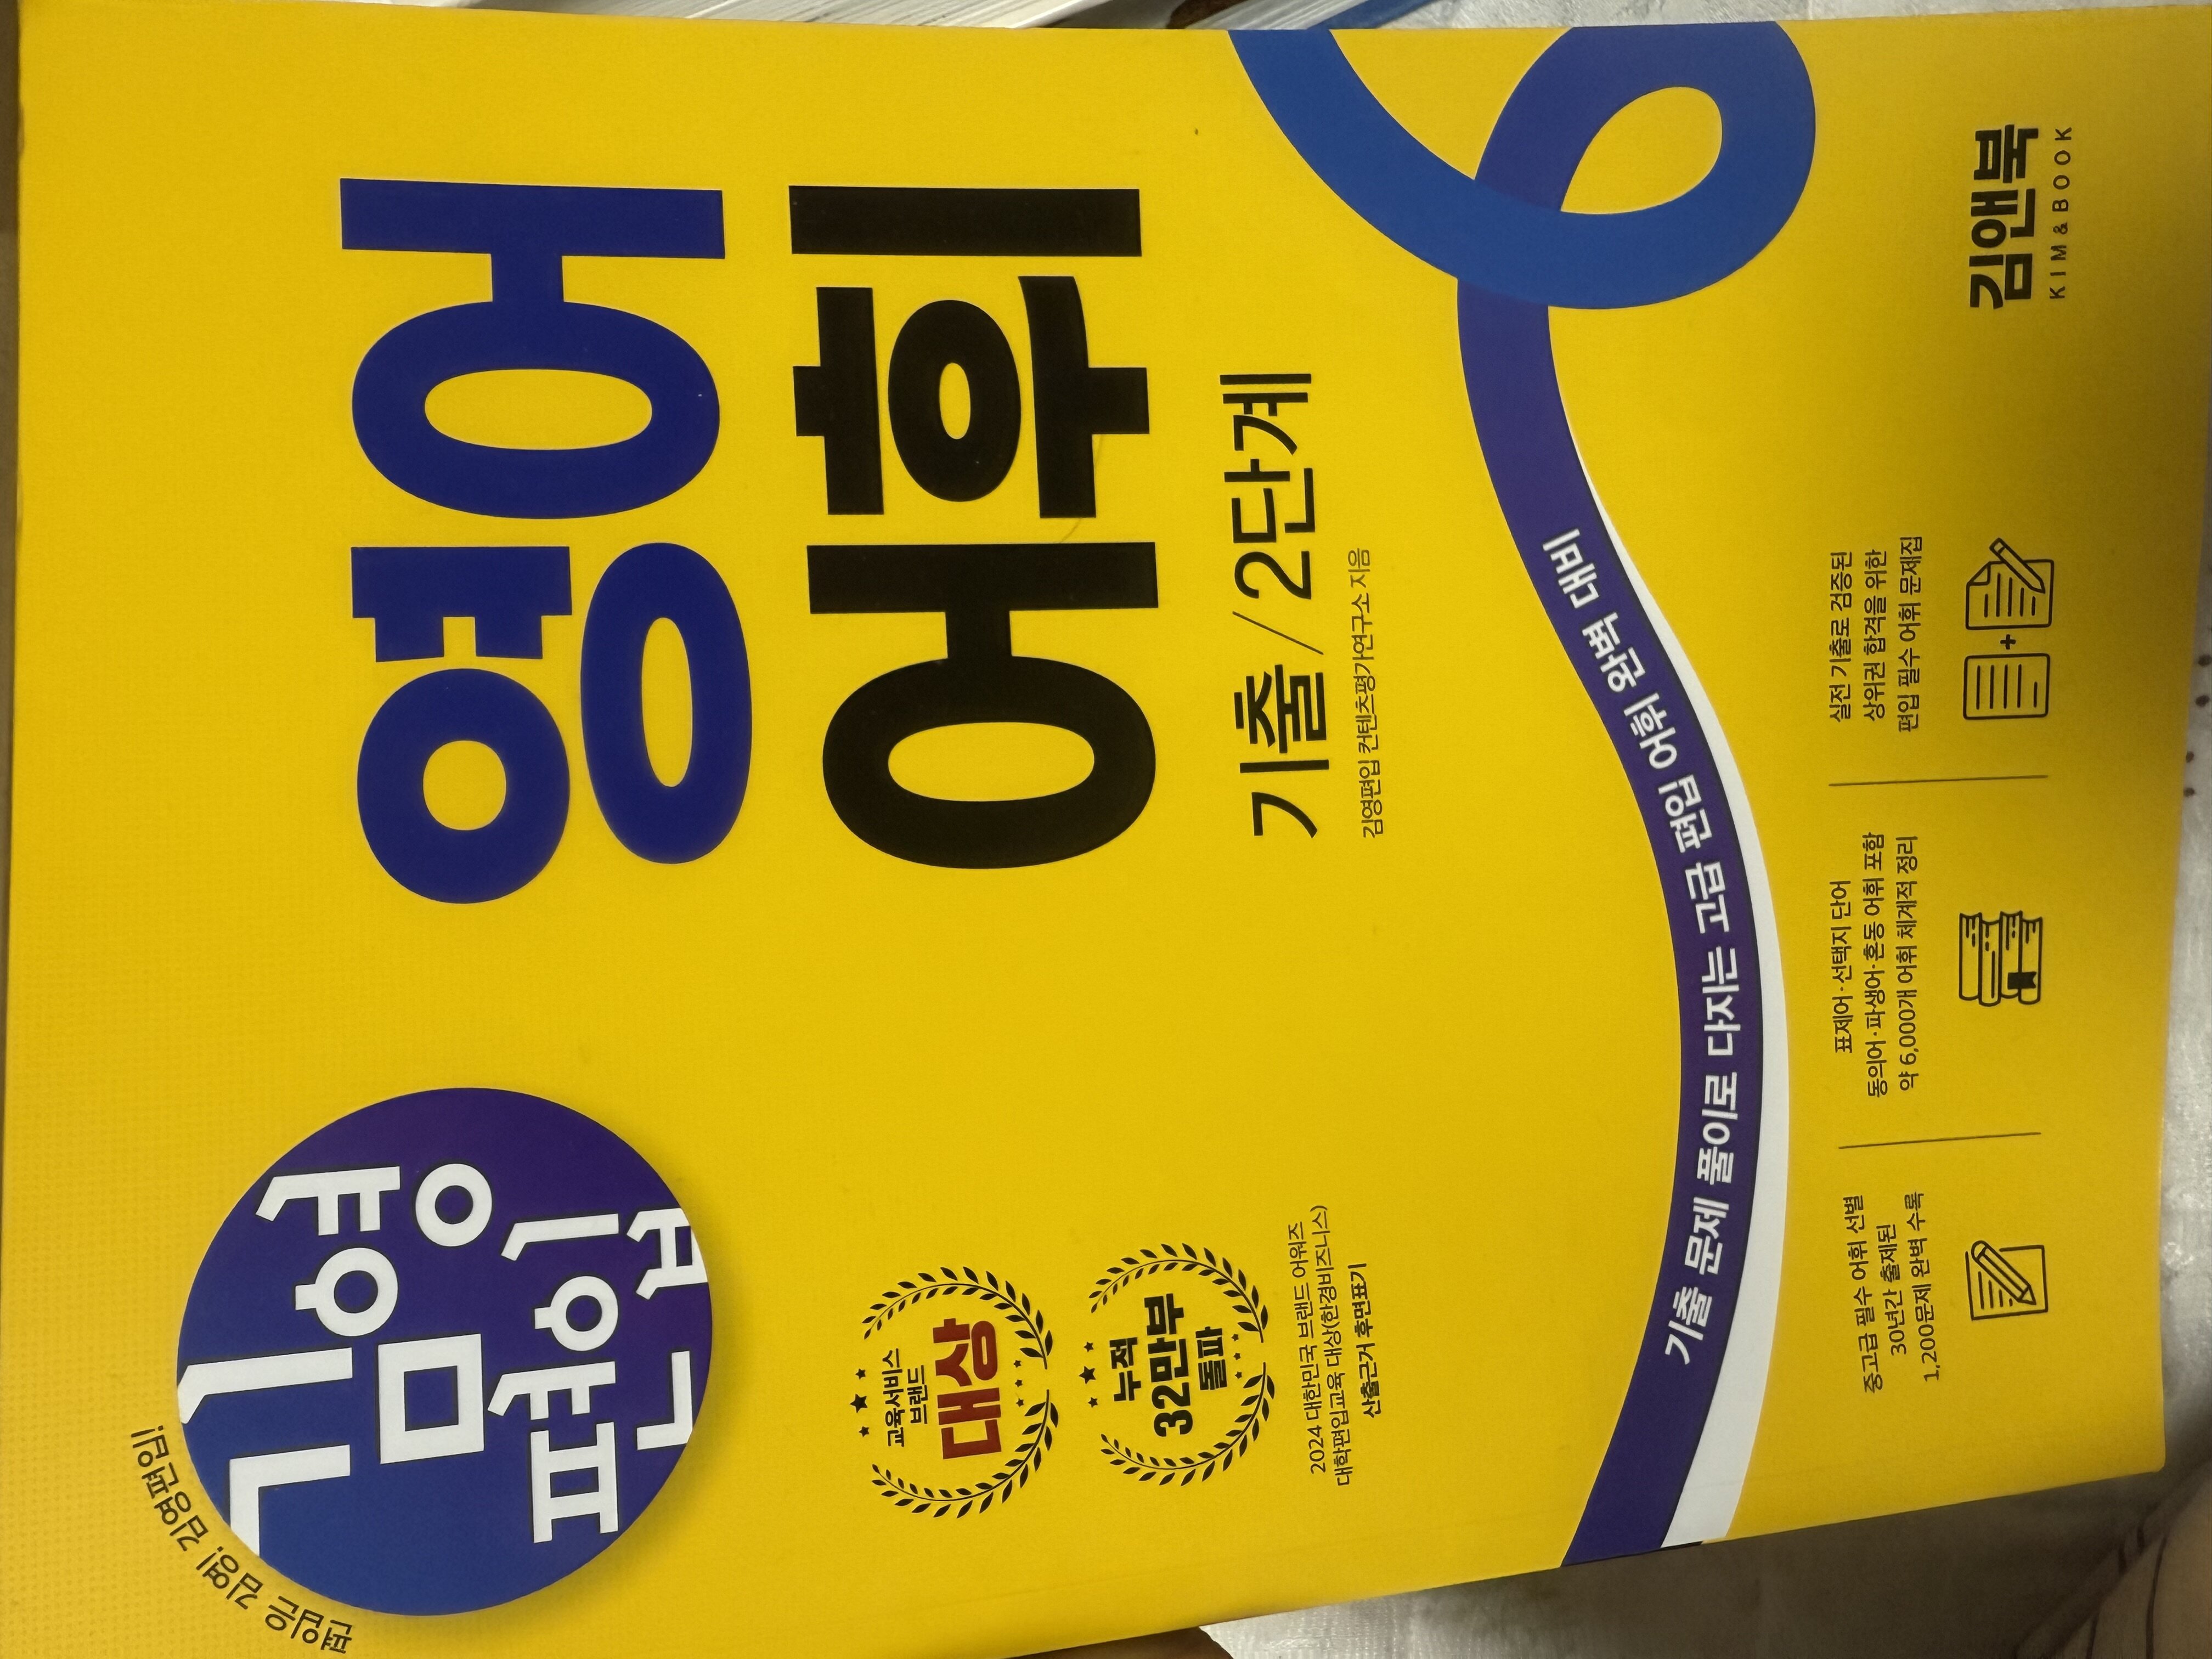 편입은 김영! 김영편입!
김영
편입
영어
어휘
기출 / 2단계
김영편입 컨텐츠평가연구소 지음
교육서비스
브랜드
대상
누적
32만부
돌파
2024 대한민국 브랜드 어워즈
대학편입교육 대상(한경비즈니스)
산출근거 후면표기
기출 문제 풀이로 다지는 고급 편입 어휘 완벽 대비
중고급 필수 어휘 선별
30년간 출제된
1,200문제 완벽 수록
표제어·선택지 단어
동의어·파생어·혼동 어휘 포함
약 6,000개 어휘 체계적 정리
실전 기출로 검증된
상위권 합격을 위한
편입 필수 어휘 문제집
김앤북
KIM&BOOK